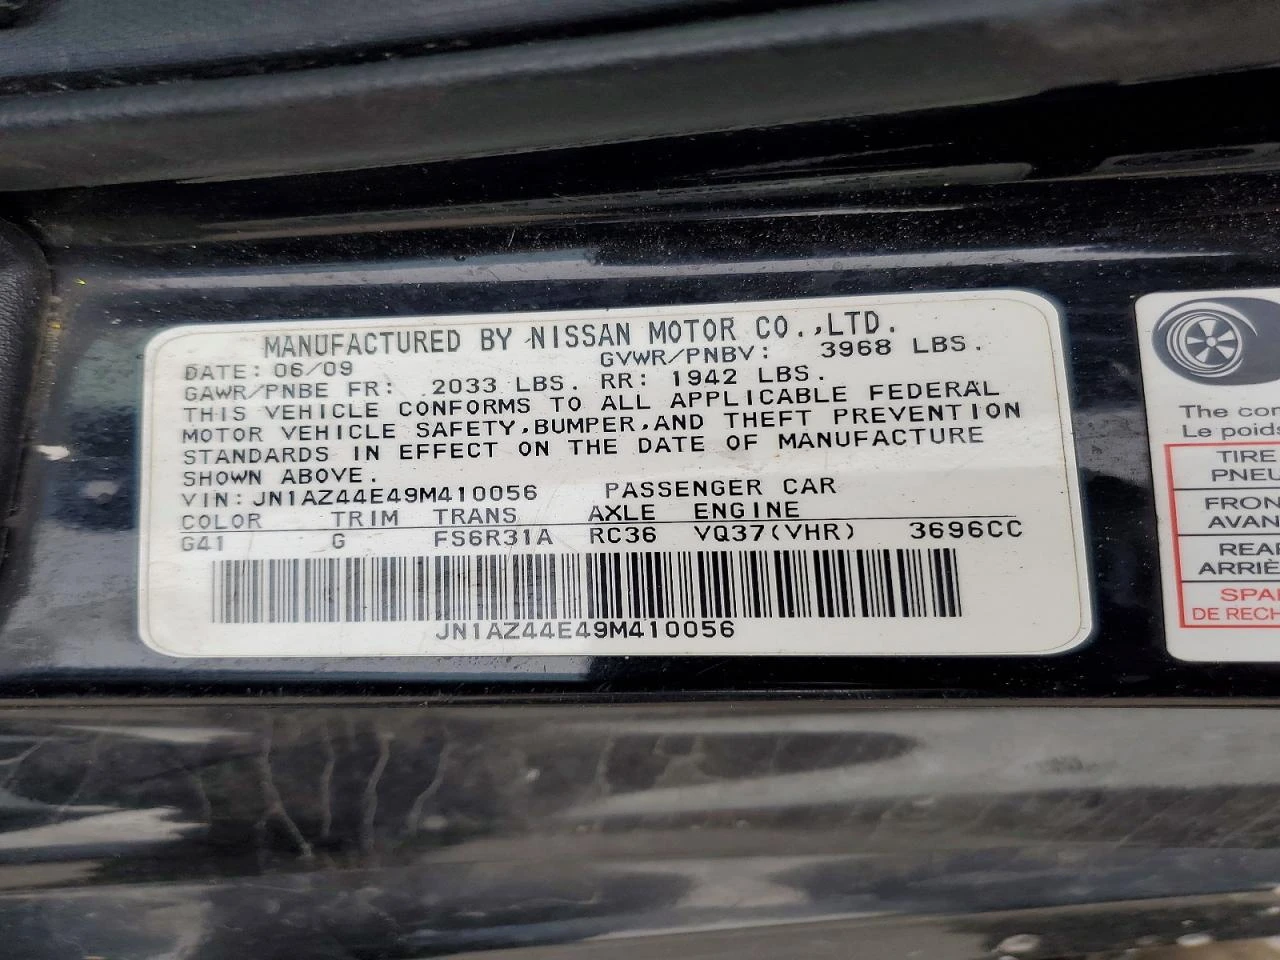 MANUFACTURED BY NISSAN MOTOR CO.,LTD.
DATE: 06/09 GVWR/PNBV: 3968 LBS.
GAWR/PNBE FR: 2033 LBS. RR: 1942 LBS.
THIS VEHICLE CONFORMS TO ALL APPLICABLE FEDERAL
MOTOR VEHICLE SAFETY,BUMPER,AND THEFT PREVENTION
STANDARDS IN EFFECT ON THE DATE OF MANUFACTURE
SHOWN ABOVE.
VIN: JN1AZ44E49M410056 PASSENGER CAR
COLOR TRIM TRANS AXLE ENGINE
G41 G FS6R31A RC36 VQ37(VHR) 3696CC
JN1AZ44E49M410056
The
Le poids
TIRE
FRON
AVAN
REAR
ARRIÈ
SPAR
DE RECH